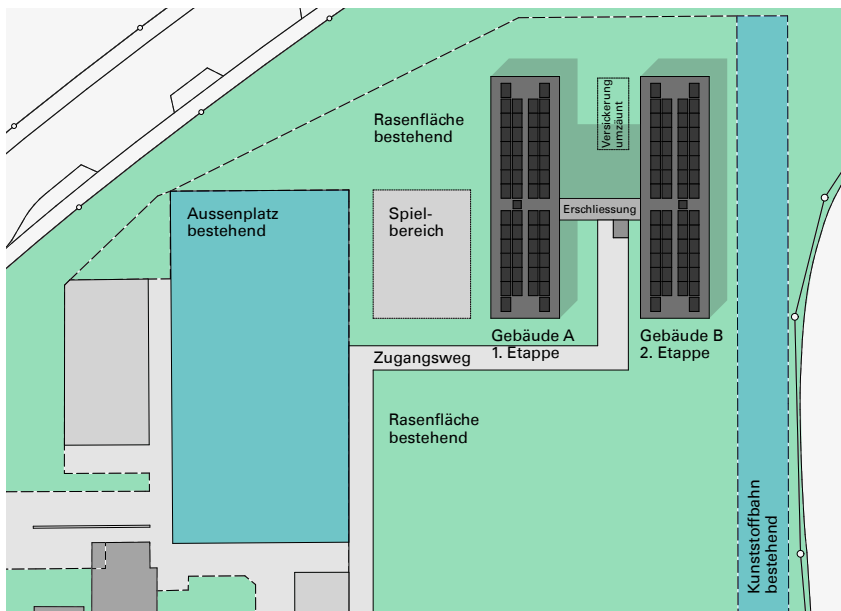 Rasenfläche
bestehend
Versickerung
umzäunt
Aussenplatz
bestehend
Spiel-
bereich
Erschliessung
Gebäude A
1. Etappe
Gebäude B
2. Etappe
Zugangsweg
Rasenfläche
bestehend
Kunststoffbahn
bestehend